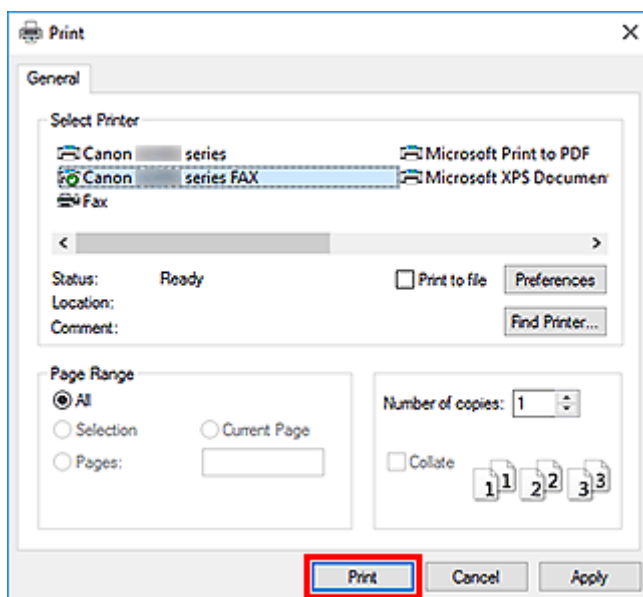 Print
General
Select Printer
Canon series
Microsoft Print to PDF
Canon series FAX
Microsoft XPS Documen
Fax
Status: Ready
Print to file
Preferences
Location:
Comment:
Find Printer...
Page Range
All
Selection
Current Page
Pages:
Number of copies: 1
Collate
1 1 2 2 3 3
Print
Cancel
Apply